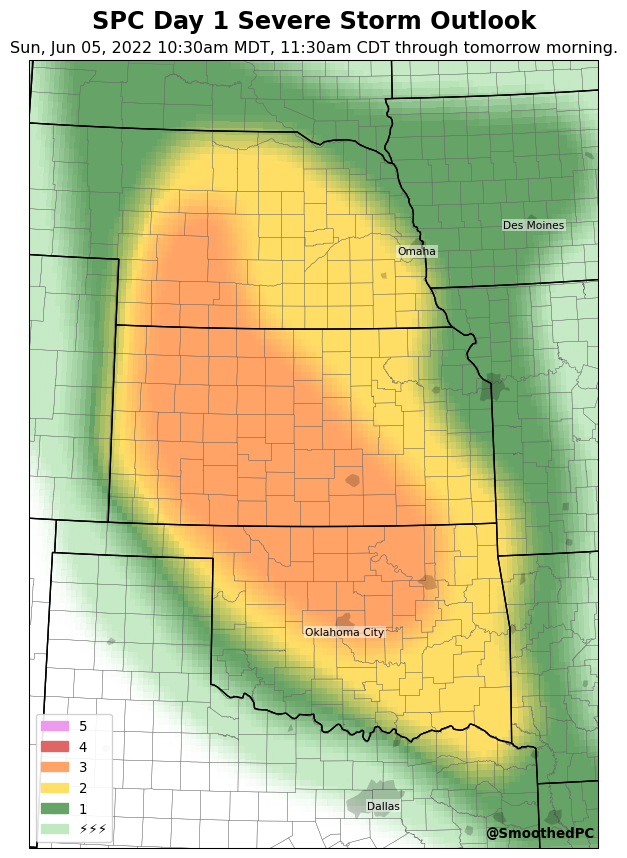 SPC Day 1 Severe Storm Outlook
Sun, Jun 05, 2022 10:30am MDT, 11:30am CDT through tomorrow morning.
Des Moines
Omaha
Oklahoma City
5
4
3
2
1
⚡⚡⚡
Dallas
@SmoothedPC